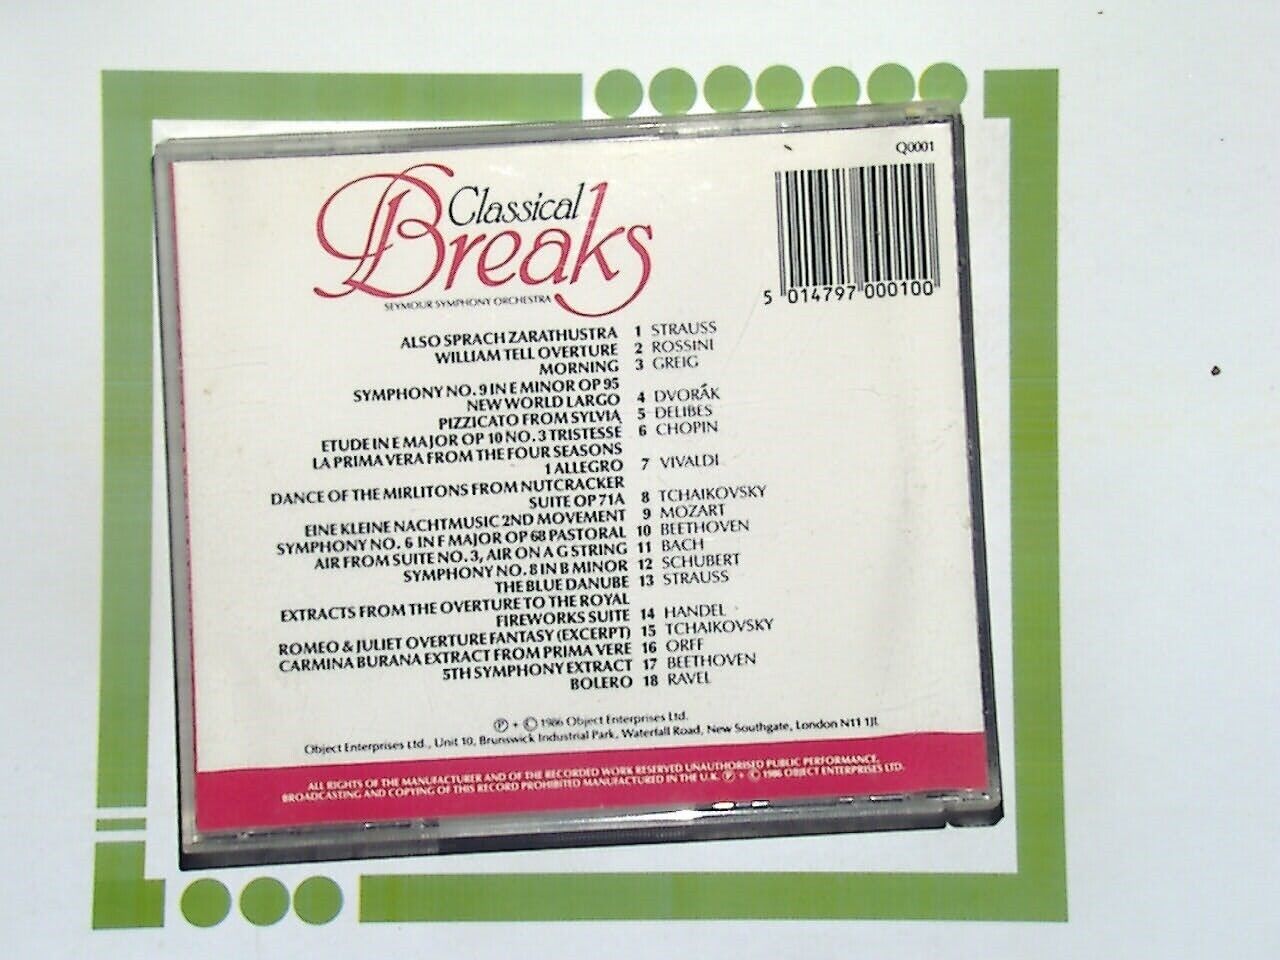 Q0001
Classical
Breaks
SEYMOUR SYMPHONY ORCHESTRA
5 014797 000100
ALSO SPRACH ZARATHUSTRA 1 STRAUSS
WILLIAM TELL OVERTURE 2 ROSSINI
MORNING 3 GREIG
SYMPHONY NO. 9 IN E MINOR OP 95
NEW WORLD LARGO 4 DVORÁK
PIZZICATO FROM SYLVIA 5 DELIBES
ETUDE IN E MAJOR OP 10 NO. 3 TRISTESSE 6 CHOPIN
LA PRIMA VERA FROM THE FOUR SEASONS
1 ALLEGRO 7 VIVALDI
DANCE OF THE MIRLITONS FROM NUTCRACKER
SUITE OP 71A 8 TCHAIKOVSKY
EINE KLEINE NACHTMUSIC 2ND MOVEMENT 9 MOZART
SYMPHONY NO. 6 IN F MAJOR OP 68 PASTORAL 10 BEETHOVEN
AIR FROM SUITE NO. 3, AIR ON A G STRING 11 BACH
SYMPHONY NO. 8 IN B MINOR 12 SCHUBERT
THE BLUE DANUBE 13 STRAUSS
EXTRACTS FROM THE OVERTURE TO THE ROYAL
FIREWORKS SUITE 14 HANDEL
ROMEO & JULIET OVERTURE FANTASY (EXCERPT) 15 TCHAIKOVSKY
CARMINA BURANA EXTRACT FROM PRIMA VERE 16 ORFF
5TH SYMPHONY EXTRACT 17 BEETHOVEN
BOLERO 18 RAVEL
Ⓟ + © 1986 Object Enterprises Ltd.
Object Enterprises Ltd., Unit 10, Brunswick Industrial Park, Waterfall Road, New Southgate, London N11 1JL
ALL RIGHTS OF THE MANUFACTURER AND OF THE RECORDED WORK RESERVED UNAUTHORISED PUBLIC PERFORMANCE,
BROADCASTING AND COPYING OF THIS RECORD PROHIBITED MANUFACTURED IN THE U.K. Ⓟ + © 1986 OBJECT ENTERPRISES LTD.